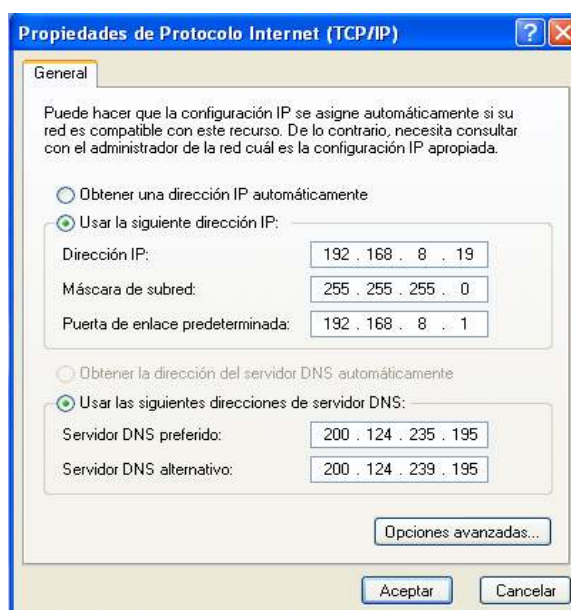 Propiedades de Protocolo Internet (TCP/IP)
General
Puede hacer que la configuración IP se asigne automáticamente si su
red es compatible con este recurso. De lo contrario, necesita consultar
con el administrador de la red cuál es la configuración IP apropiada.
Obtener una dirección IP automáticamente
Usar la siguiente dirección IP:
Dirección IP: 192 . 168 . 8 . 19
Máscara de subred: 255 . 255 . 255 . 0
Puerta de enlace predeterminada: 192 . 168 . 8 . 1
Obtener la dirección del servidor DNS automáticamente
Usar las siguientes direcciones de servidor DNS:
Servidor DNS preferido: 200 . 124 . 235 . 195
Servidor DNS alternativo: 200 . 124 . 239 . 195
Opciones avanzadas...
Aceptar Cancelar